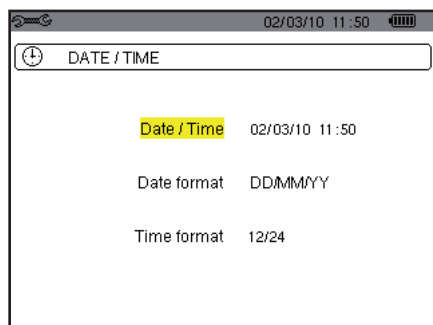 02/03/10 11:50
DATE / TIME
Date / Time 02/03/10 11:50
Date format DD/MM/YY
Time format 12/24